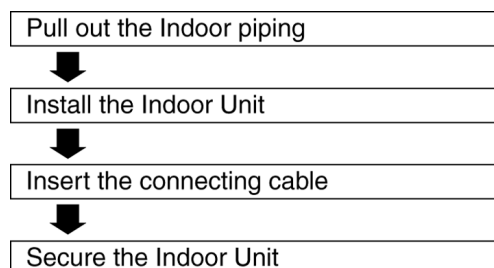 Pull out the Indoor piping
Install the Indoor Unit
Insert the connecting cable
Secure the Indoor Unit